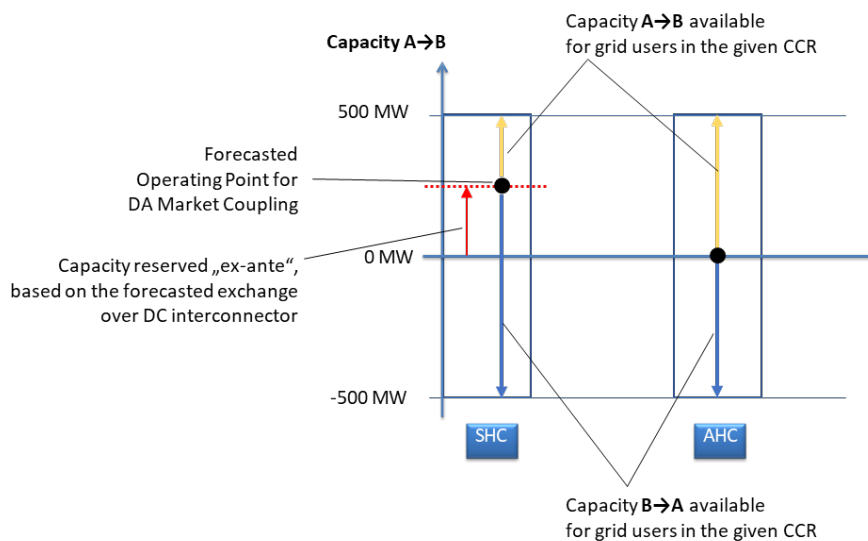 Capacity A→B available
for grid users in the given CCR
Capacity A→B
500 MW
Forecasted
Operating Point for
DA Market Coupling
0 MW
Capacity reserved „ex-ante“,
based on the forecasted exchange
over DC interconnector
-500 MW
SHC
AHC
Capacity B→A available
for grid users in the given CCR